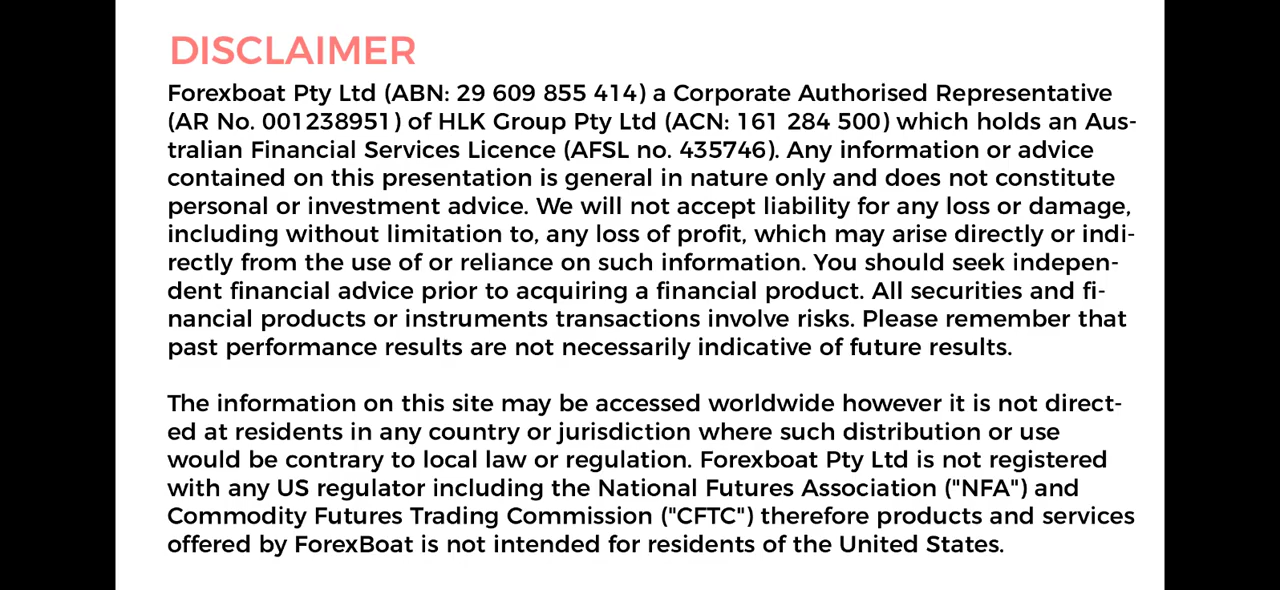 DISCLAIMER
Forexboat Pty Ltd (ABN: 29 609 855 414) a Corporate Authorised Representative
(AR No. 001238951) of HLK Group Pty Ltd (ACN: 161 284 500) which holds an Aus-
tralian Financial Services Licence (AFSL no. 435746). Any information or advice
contained on this presentation is general in nature only and does not constitute
personal or investment advice. We will not accept liability for any loss or damage,
including without limitation to, any loss of profit, which may arise directly or indi-
rectly from the use of or reliance on such information. You should seek indepen-
dent financial advice prior to acquiring a financial product. All securities and fi-
nancial products or instruments transactions involve risks. Please remember that
past performance results are not necessarily indicative of future results.
The information on this site may be accessed worldwide however it is not direct-
ed at residents in any country or jurisdiction where such distribution or use
would be contrary to local law or regulation. Forexboat Pty Ltd is not registered
with any US regulator including the National Futures Association ("NFA") and
Commodity Futures Trading Commission ("CFTC") therefore products and services
offered by ForexBoat is not intended for residents of the United States.